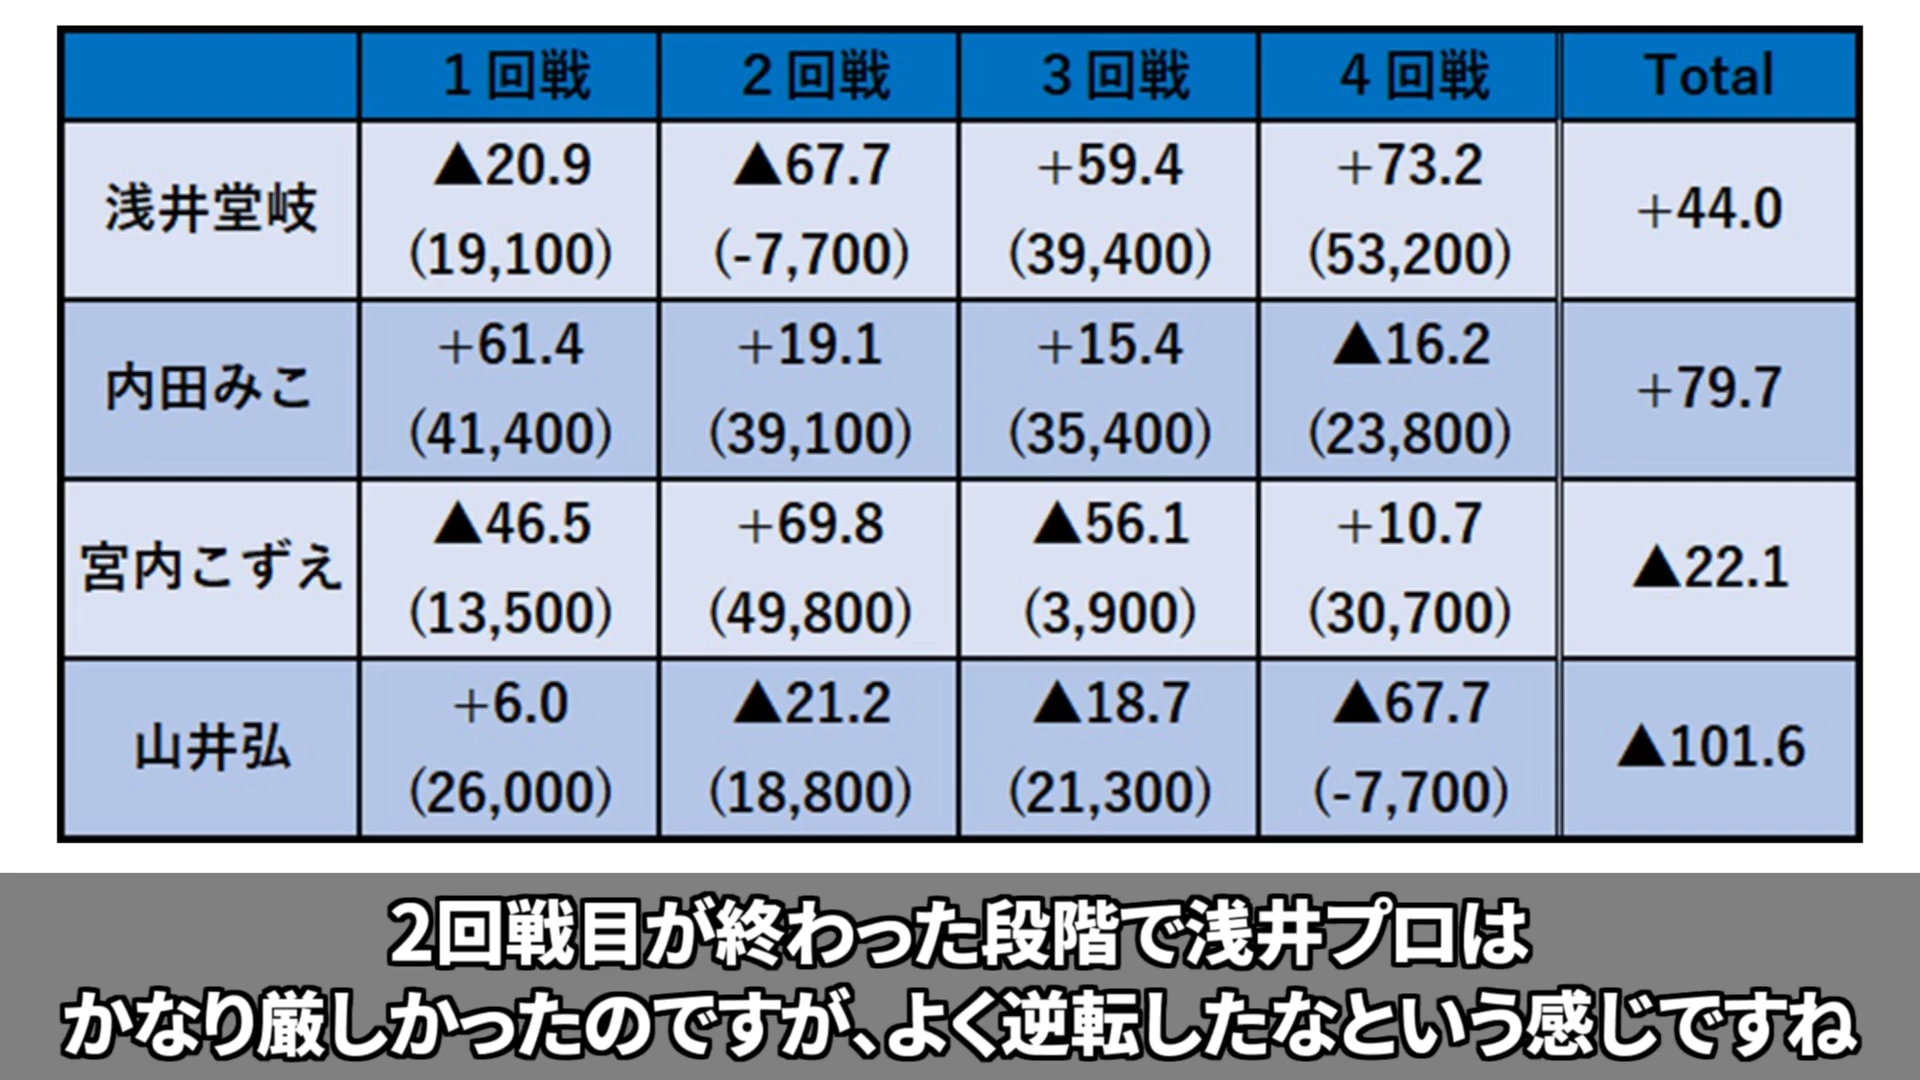 1回戦 2回戦 3回戦 4回戦 Total
浅井堂岐 ▲20.9 ▲67.7 +59.4 +73.2 +44.0
(19,100) (-7,700) (39,400) (53,200)
内田みこ +61.4 +19.1 +15.4 ▲16.2 +79.7
(41,400) (39,100) (35,400) (23,800)
宮内こずえ ▲46.5 +69.8 ▲56.1 +10.7 ▲22.1
(13,500) (49,800) (3,900) (30,700)
山井弘 +6.0 ▲21.2 ▲18.7 ▲67.7 ▲101.6
(26,000) (18,800) (21,300) (-7,700)
2回戦目が終わった段階で浅井プロは
かなり厳しかったのですが、よく逆転したなという感じですね